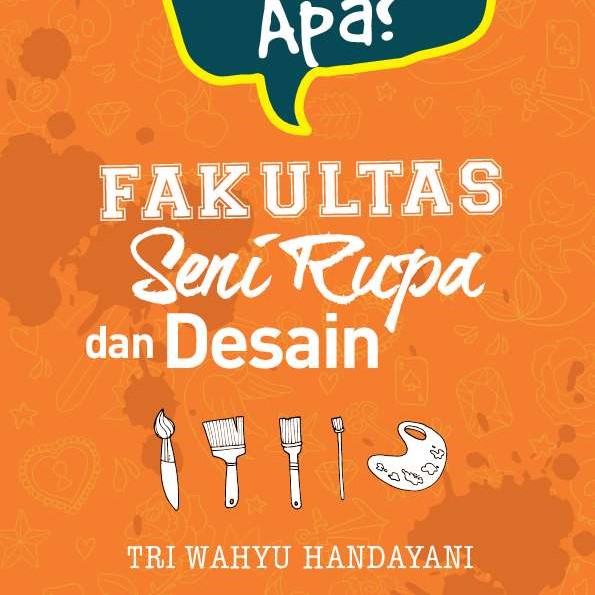 Apa?
FAKULTAS
Seni Rupa
dan Desain
TRI WAHYU HANDAYANI